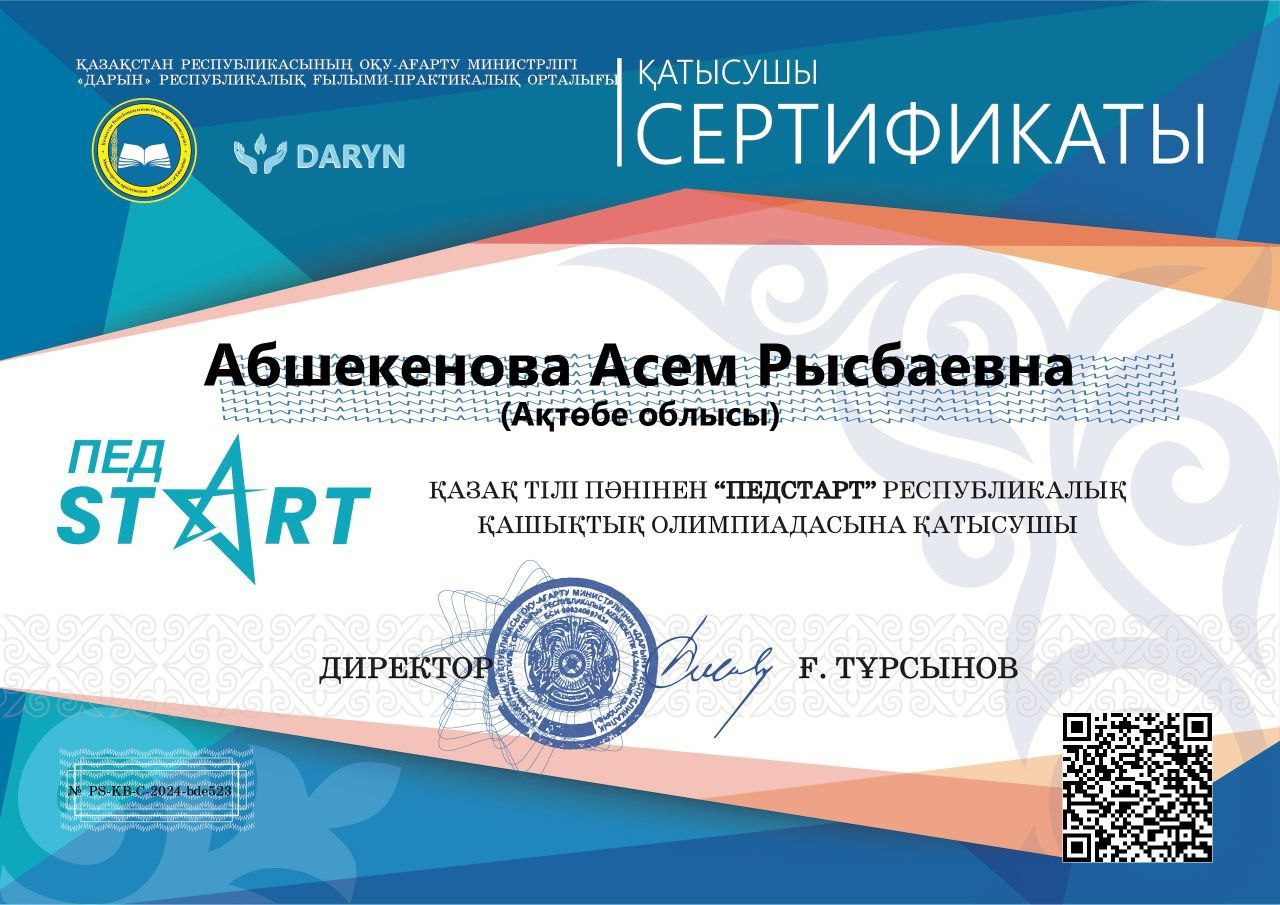 ҚАЗАҚСТАН РЕСПУБЛИКАСЫНЫҢ ОҚУ-АҒАРТУ МИНИСТРЛІГІ
«ДАРЫН» РЕСПУБЛИКАЛЫҚ ҒЫЛЫМИ-ПРАКТИКАЛЫҚ ОРТАЛЫҒЫ
ҚАТЫСУШЫ
СЕРТИФИКАТЫ
DARYN
Абшекенова Асем Рысбаевна
(Ақтөбе облысы)
ПЕД
START
ҚАЗАҚ ТІЛІ ПӘНІНЕН “ПЕДСТАРТ” РЕСПУБЛИКАЛЫҚ
ҚАШЫҚТЫҚ ОЛИМПИАДАСЫНА ҚАТЫСУШЫ
ДИРЕКТОР
Ғ. ТҰРСЫНОВ
№ PS-KB-C-2024-bde523